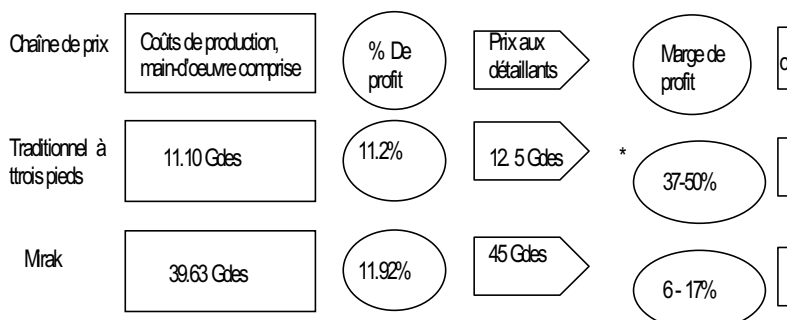 Chaîne de prix
Coûts de production,
main-d'œuvre comprise
% De
profit
Prix aux
détaillants
Marge de
profit
Traditionnel à
ttrois pieds
11.10 Gdes
11.2%
12. 5 Gdes
*
37-50%
Mirak
39.63 Gdes
11.92%
45 Gdes
6 - 17%